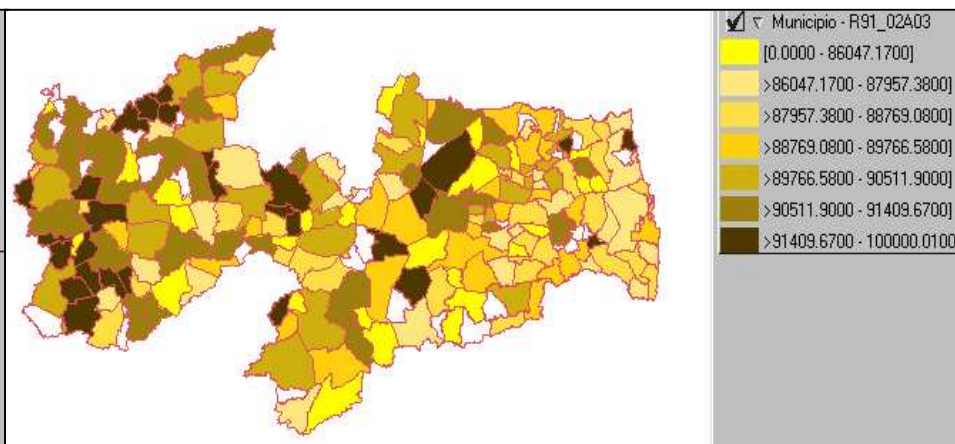 Municipio - R91_02A03
[0.0000 - 86047.1700]
>86047.1700 - 87957.3800]
>87957.3800 - 88769.0800]
>88769.0800 - 89766.5800]
>89766.5800 - 90511.9000]
>90511.9000 - 91409.6700]
>91409.6700 - 100000.0100